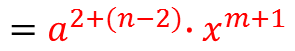 = a^{2+(n-2)} · x^{m+1}